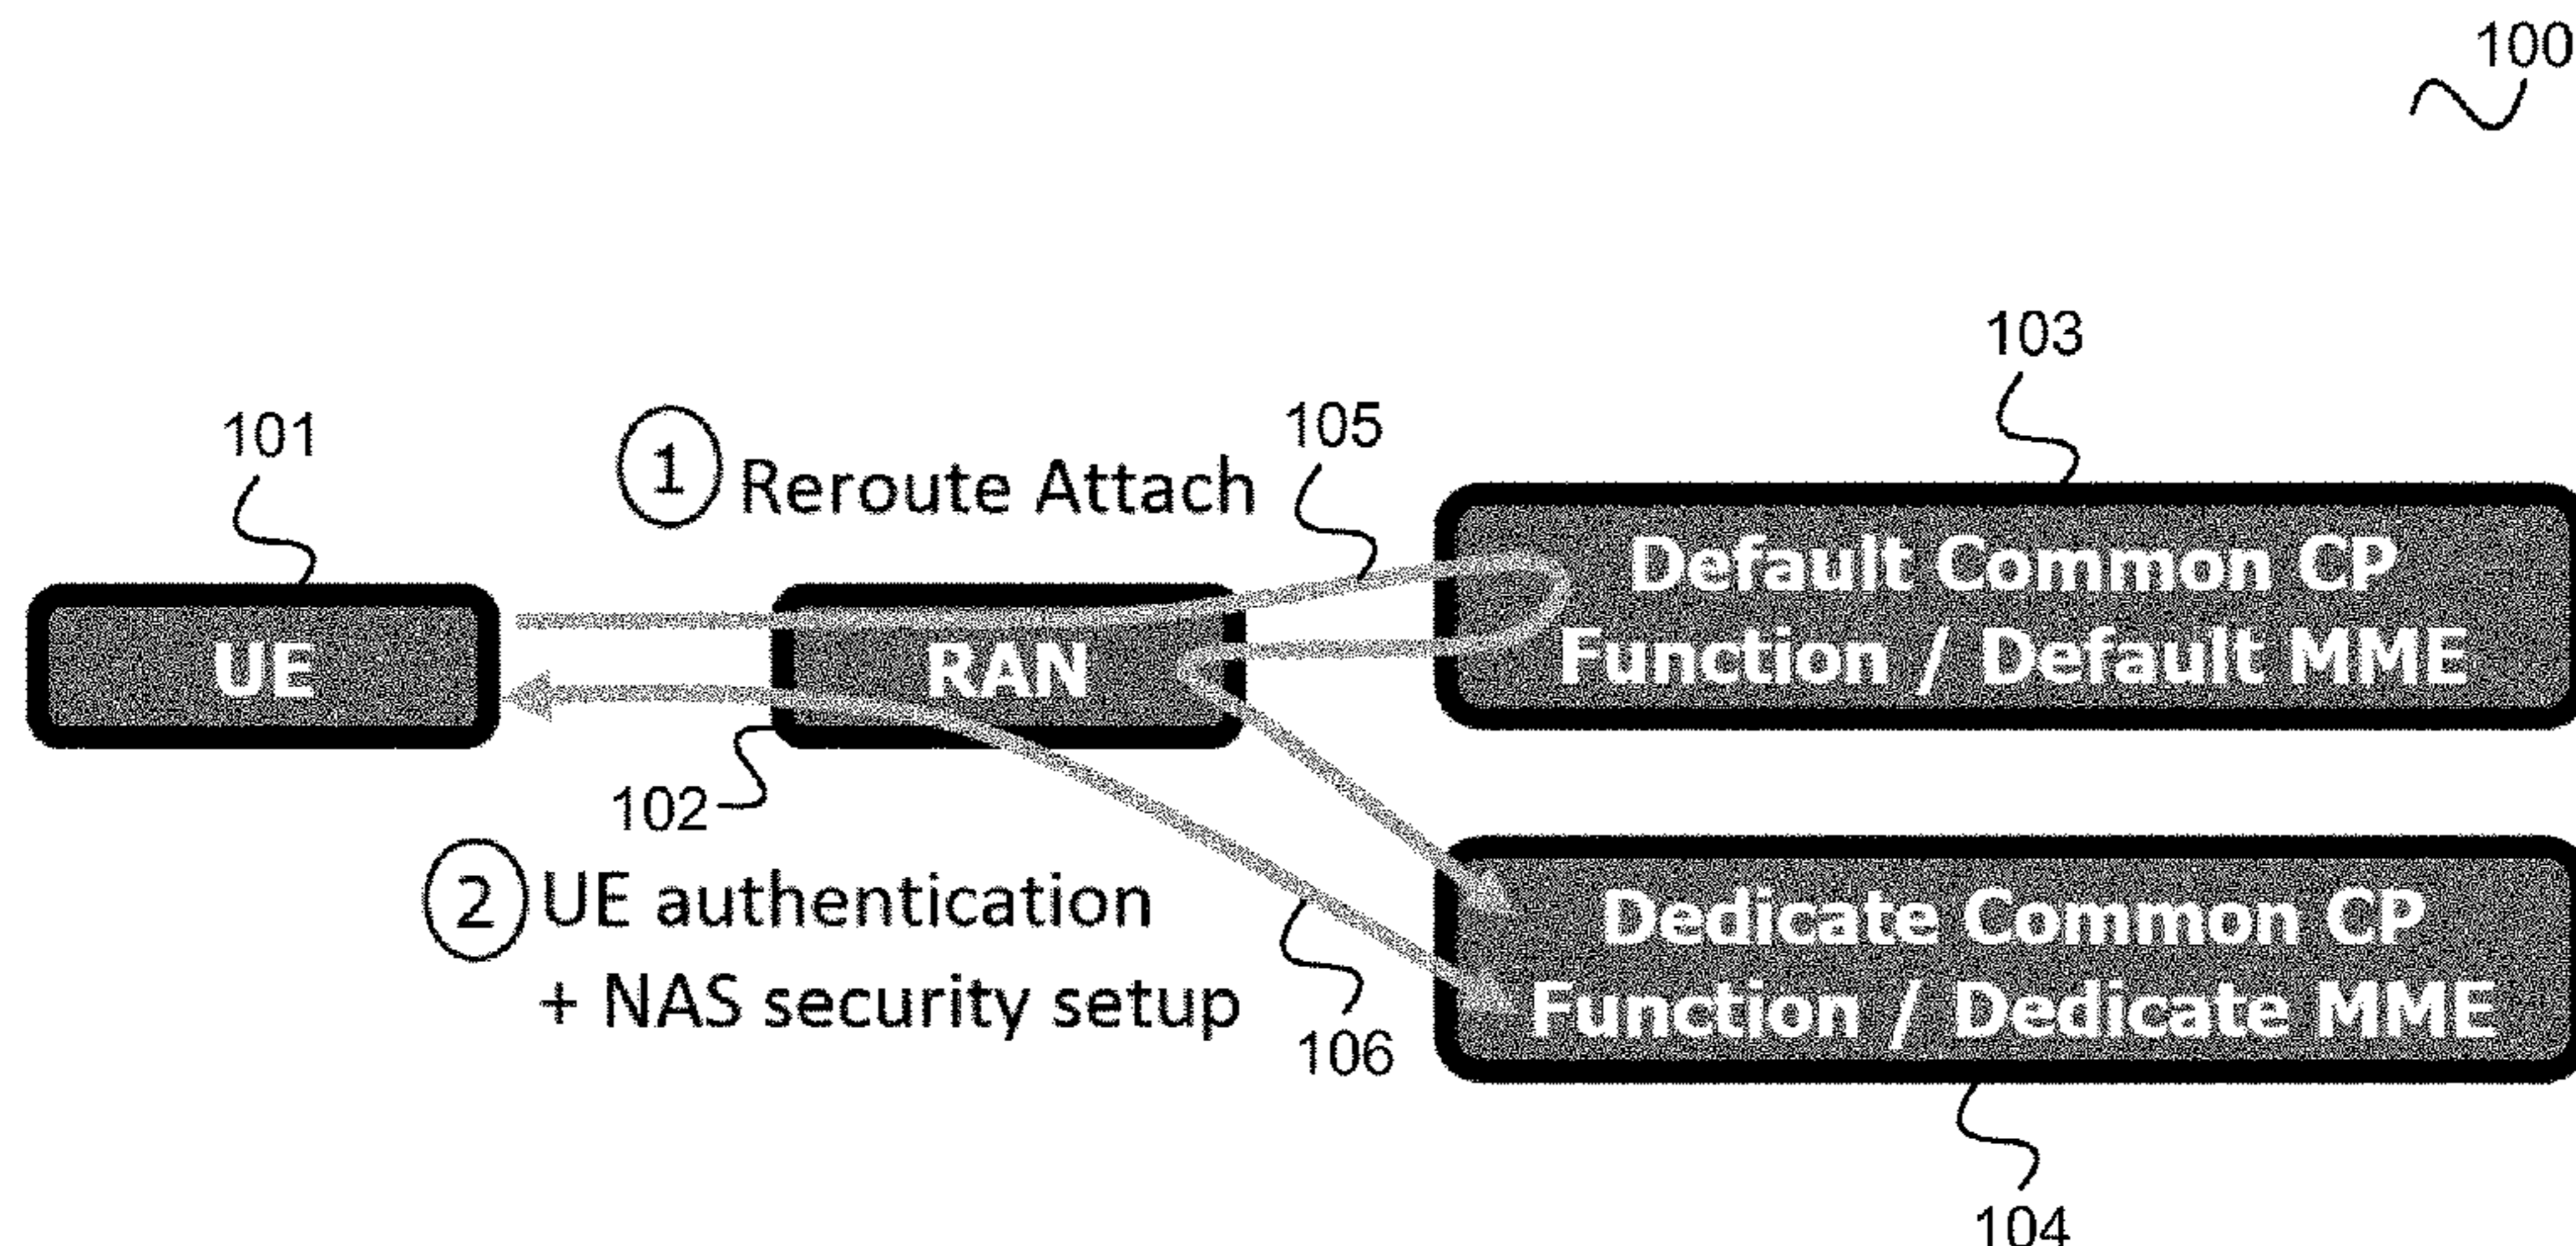 100
103
105
101
1 Reroute Attach
Default Common CP
Function / Default MME
UE
RAN
102
2 UE authentication
+ NAS security setup
Dedicate Common CP
Function / Dedicate MME
106
104